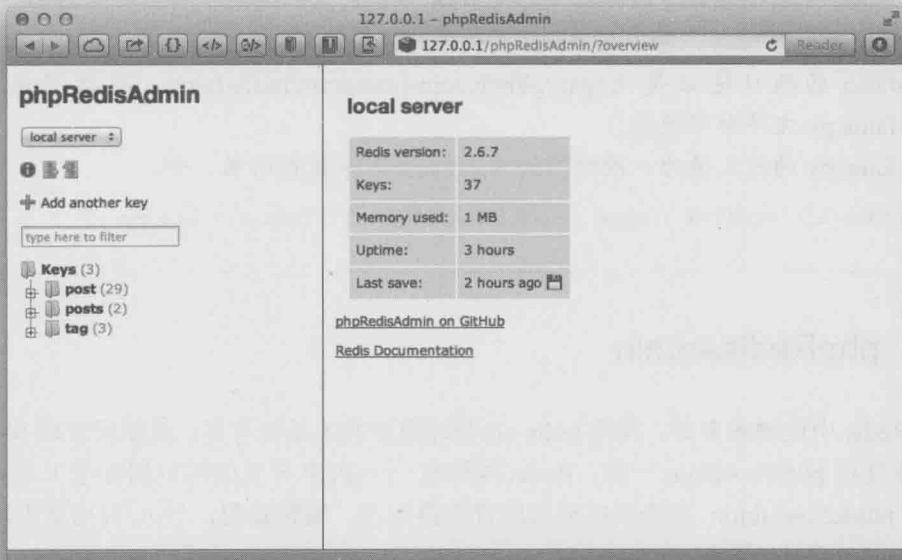 127.0.0.1 – phpRedisAdmin
127.0.0.1/phpRedisAdmin/?overview
Reader
phpRedisAdmin
local server
Add another key
type here to filter
Keys (3)
post (29)
posts (2)
tag (3)
local server
Redis version: 2.6.7
Keys: 37
Memory used: 1 MB
Uptime: 3 hours
Last save: 2 hours ago
phpRedisAdmin on GitHub
Redis Documentation